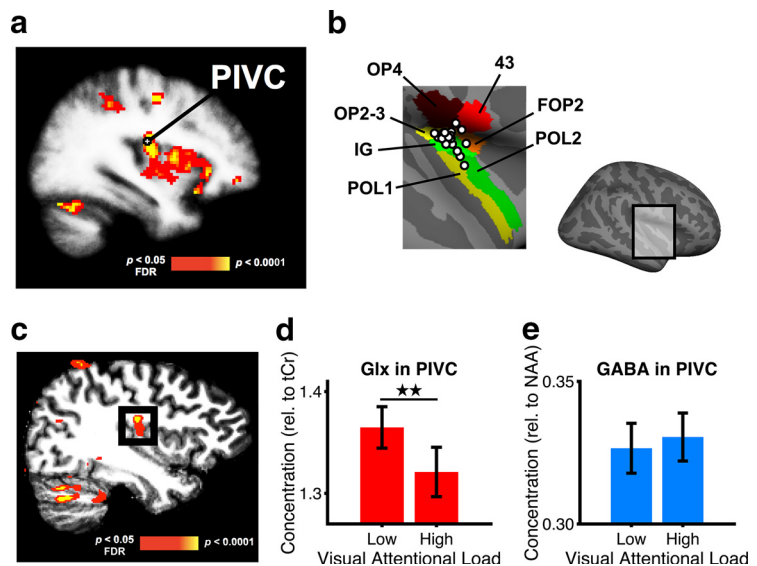 a
PIVC
p < 0.05
FDR
p < 0.0001
b
OP4
43
OP2-3
FOP2
IG
POL2
POL1
c
p < 0.05
FDR
p < 0.0001
d
Glx in PIVC
★★
Concentration (rel. to tCr)
1.4
1.3
Low High
Visual Attentional Load
e
GABA in PIVC
Concentration (rel. to NAA)
0.35
0.30
Low High
Visual Attentional Load